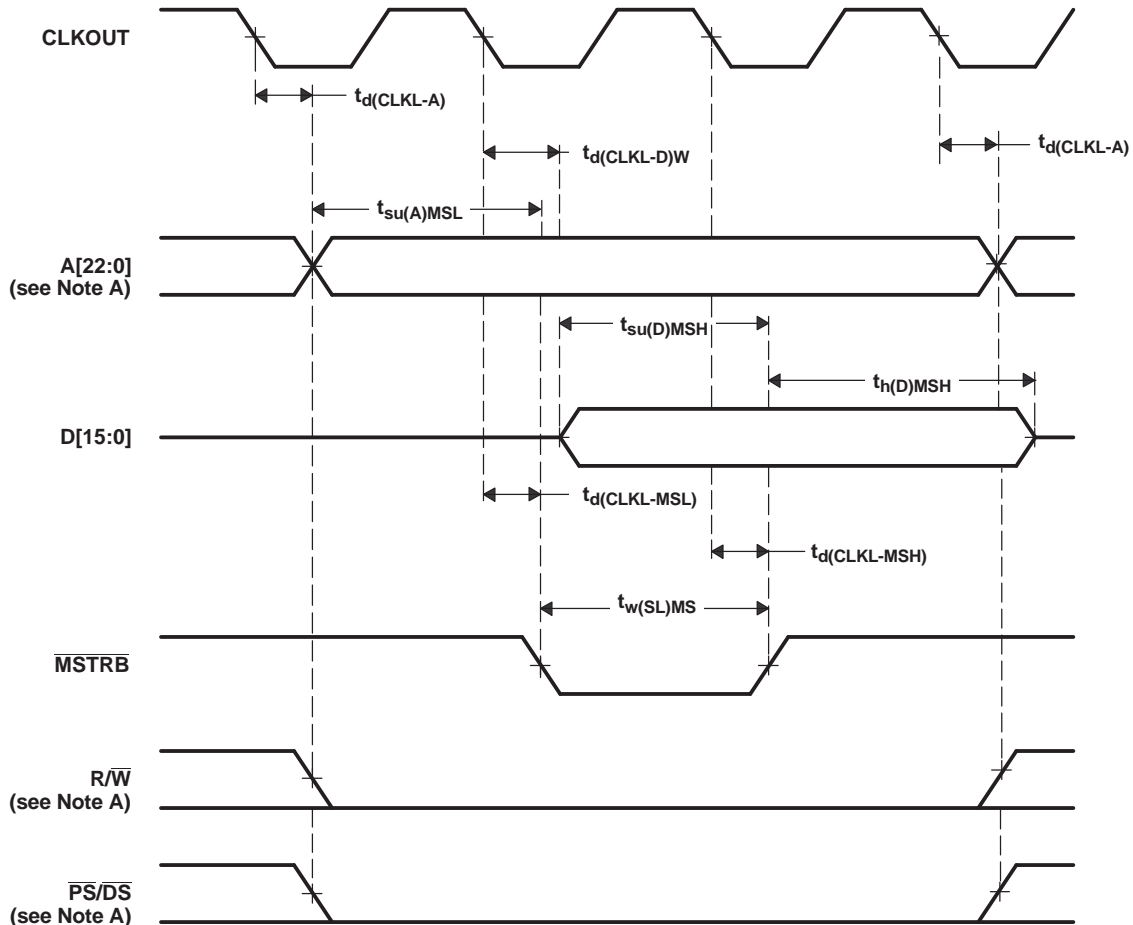 CLKOUT
td(CLKL-A)
td(CLKL-D)W
td(CLKL-A)
tsu(A)MSL
A[22:0]
(see Note A)
tsu(D)MSH
th(D)MSH
D[15:0]
td(CLKL-MSL)
td(CLKL-MSH)
tw(SL)MS
MSTRB
R/W
(see Note A)
PS/DS
(see Note A)